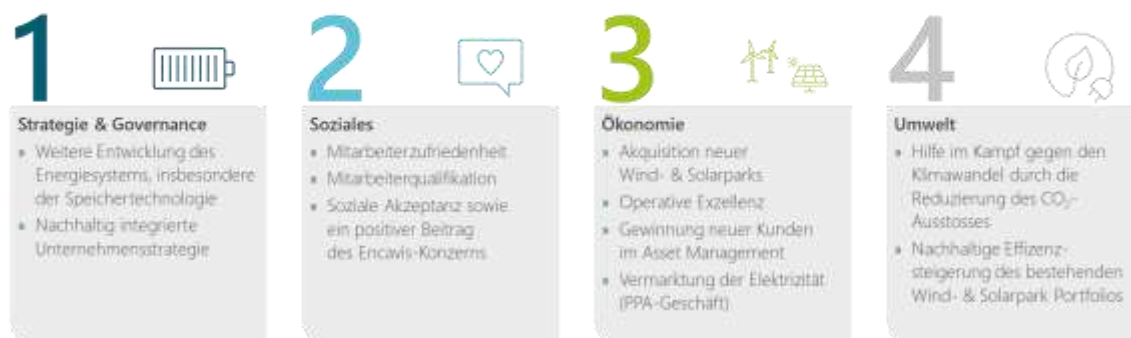 1
Strategie & Governance
Weitere Entwicklung des
Energiesystems, insbesondere
der Speichertechnologie
Nachhaltig integrierte
Unternehmensstrategie
2
Soziales
Mitarbeiterzufriedenheit
Mitarbeiterqualifikation
Soziale Akzeptanz sowie
ein positiver Beitrag
des Encavis-Konzerns
3
Ökonomie
Akquisition neuer
Wind- & Solarparks
Operative Exzellenz
Gewinnung neuer Kunden
im Asset Management
Vermarktung der Elektrizität
(PPA-Geschäft)
4
Umwelt
Hilfe im Kampf gegen den
Klimawandel durch die
Reduzierung des CO₂-
Ausstosses
Nachhaltige Effizenz-
steigerung des bestehenden
Wind- & Solarpark Portfolios